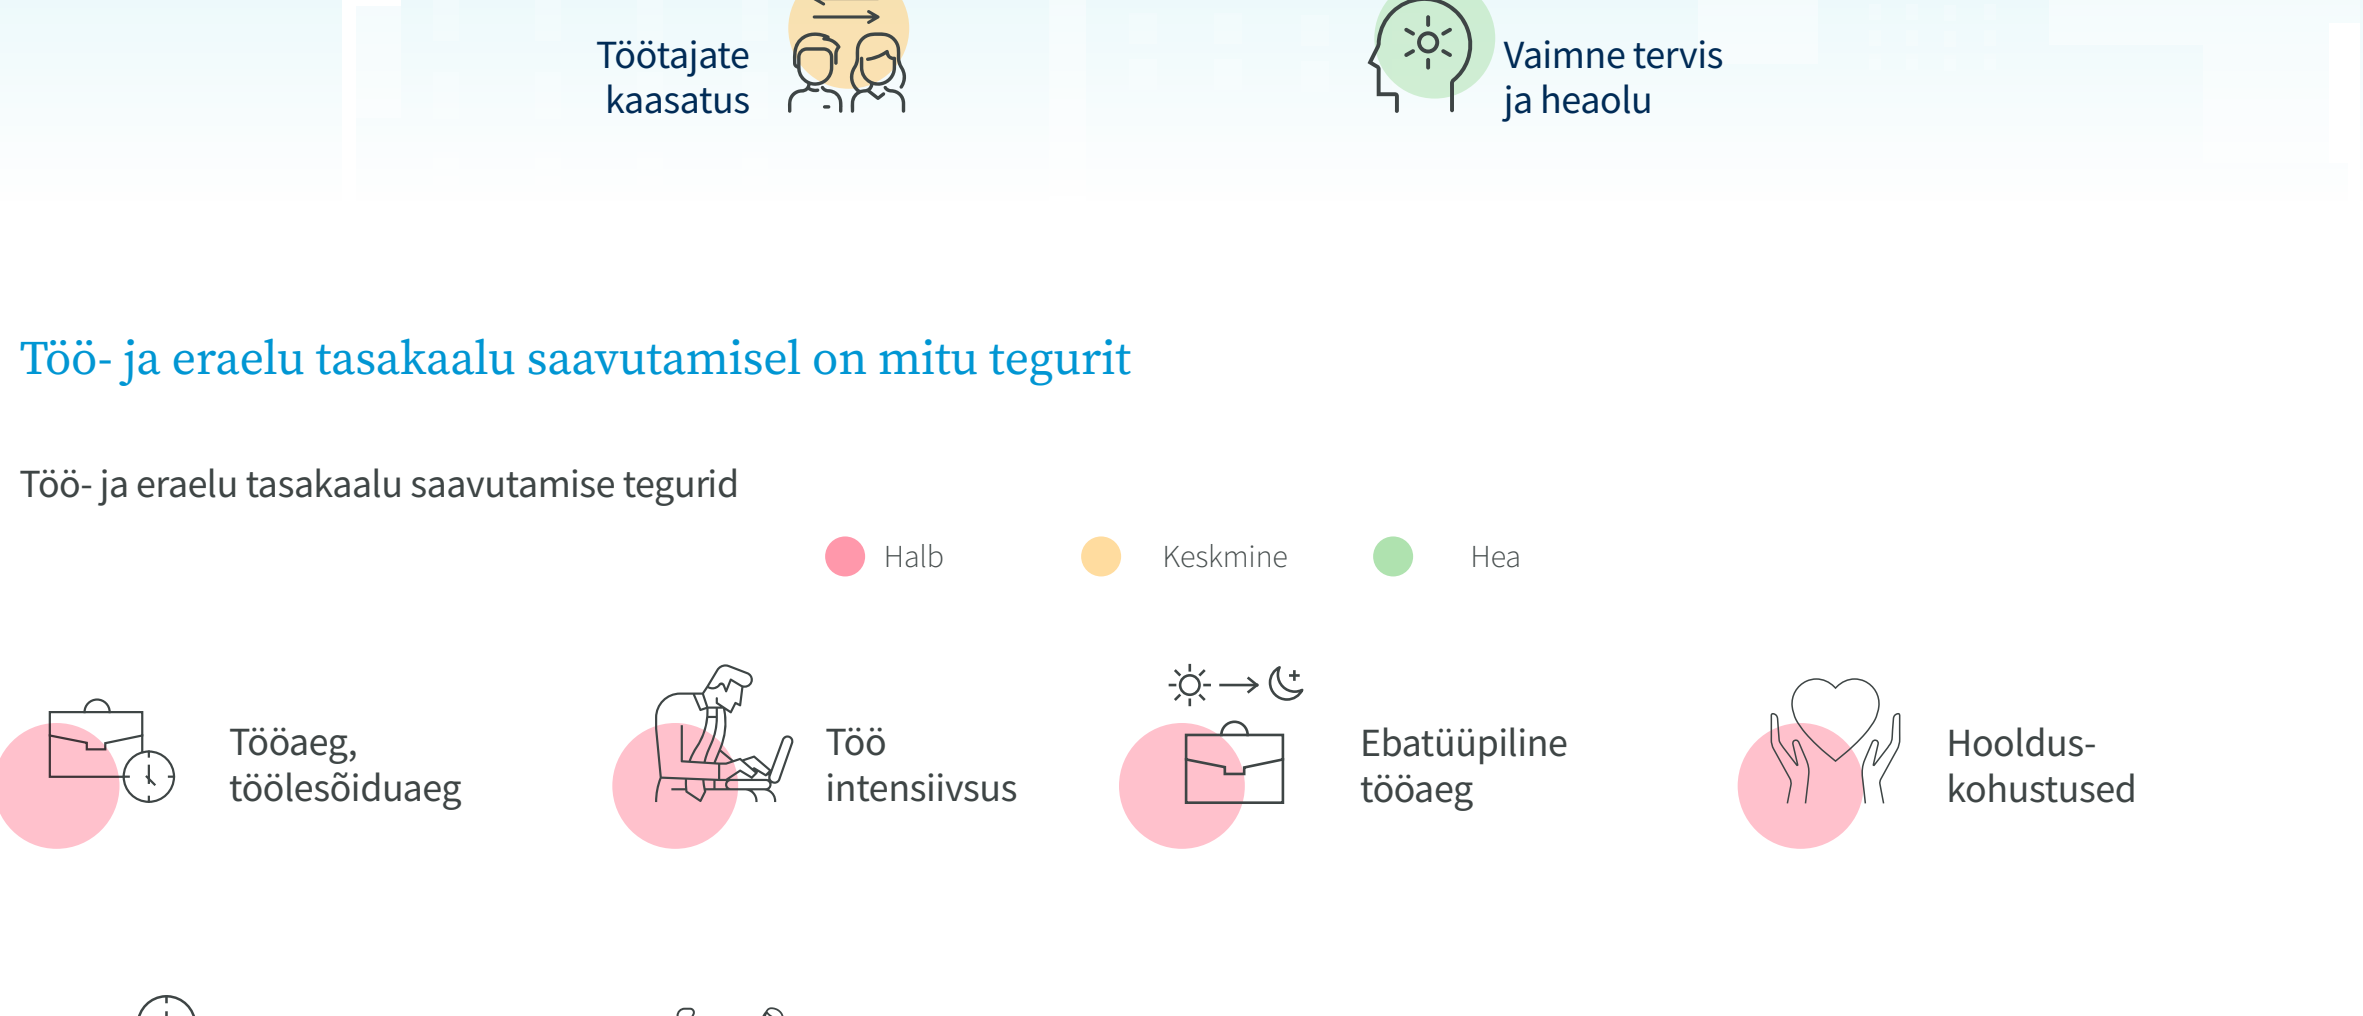 Töötajate
kaasatus
Vaimne tervis
ja heaolu
Töö- ja eraelu tasakaalu saavutamisel on mitu tegurit
Töö- ja eraelu tasakaalu saavutamise tegurid
Halb
Keskmine
Hea
Tööaeg,
töölesõiduaeg
Töö
intensiivsus
Ebatüüpiline
tööaeg
Hooldus-
kohustused